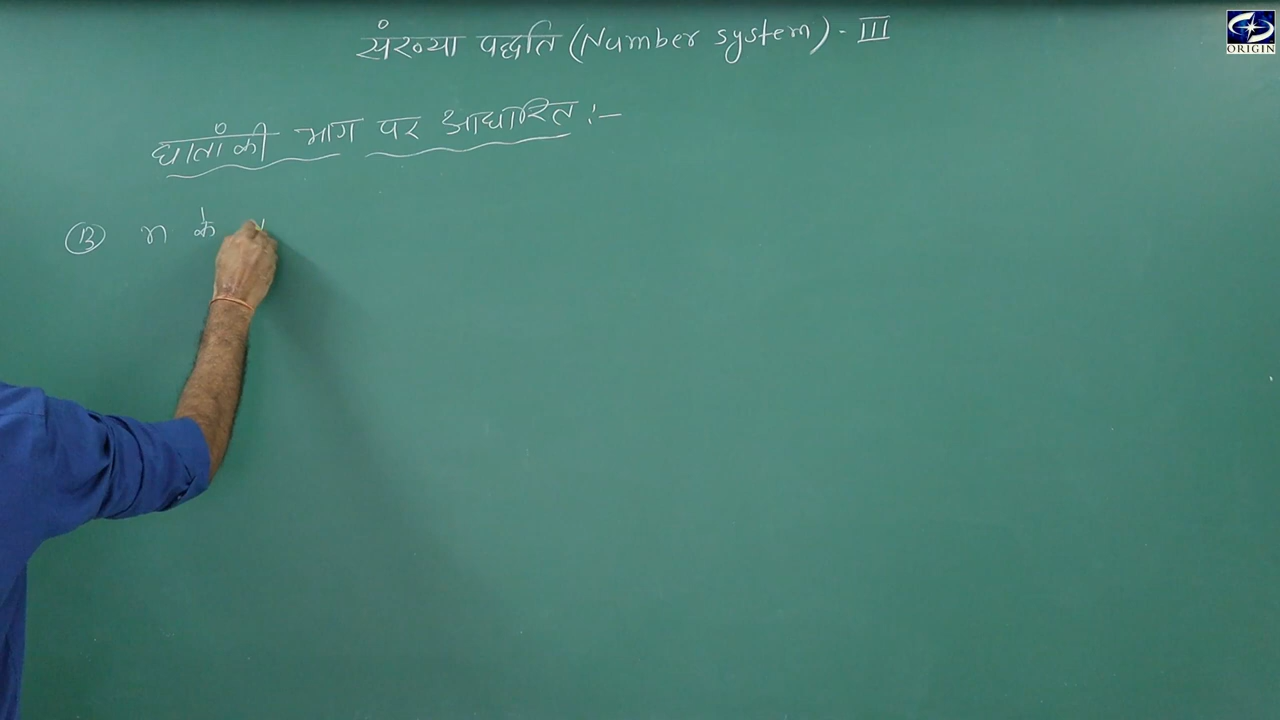 संख्या पद्धति (Number system) - III
ORIGIN
घातांकी भाग पर आधारित :-
13 n के